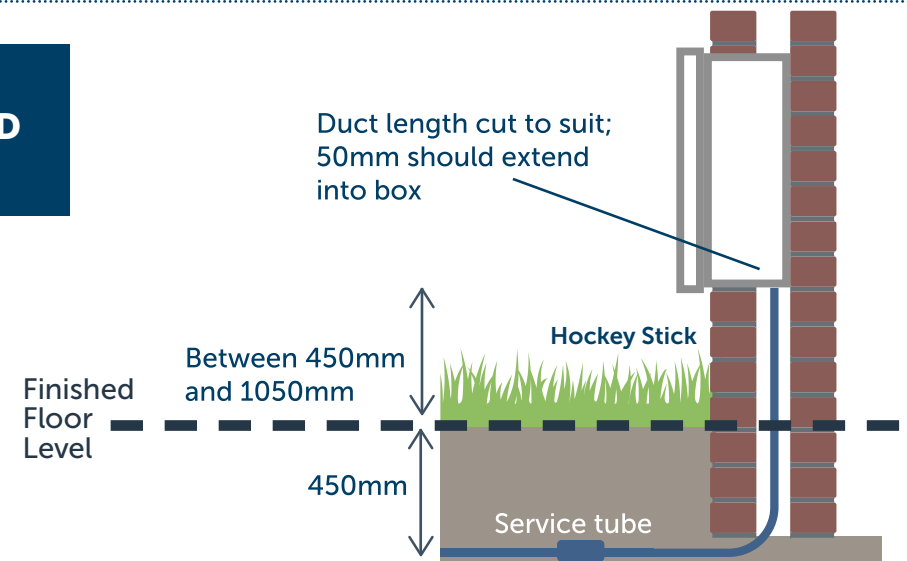 D
Duct length cut to suit;
50mm should extend
into box
Hockey Stick
Between 450mm
and 1050mm
Finished
Floor
Level
450mm
Service tube